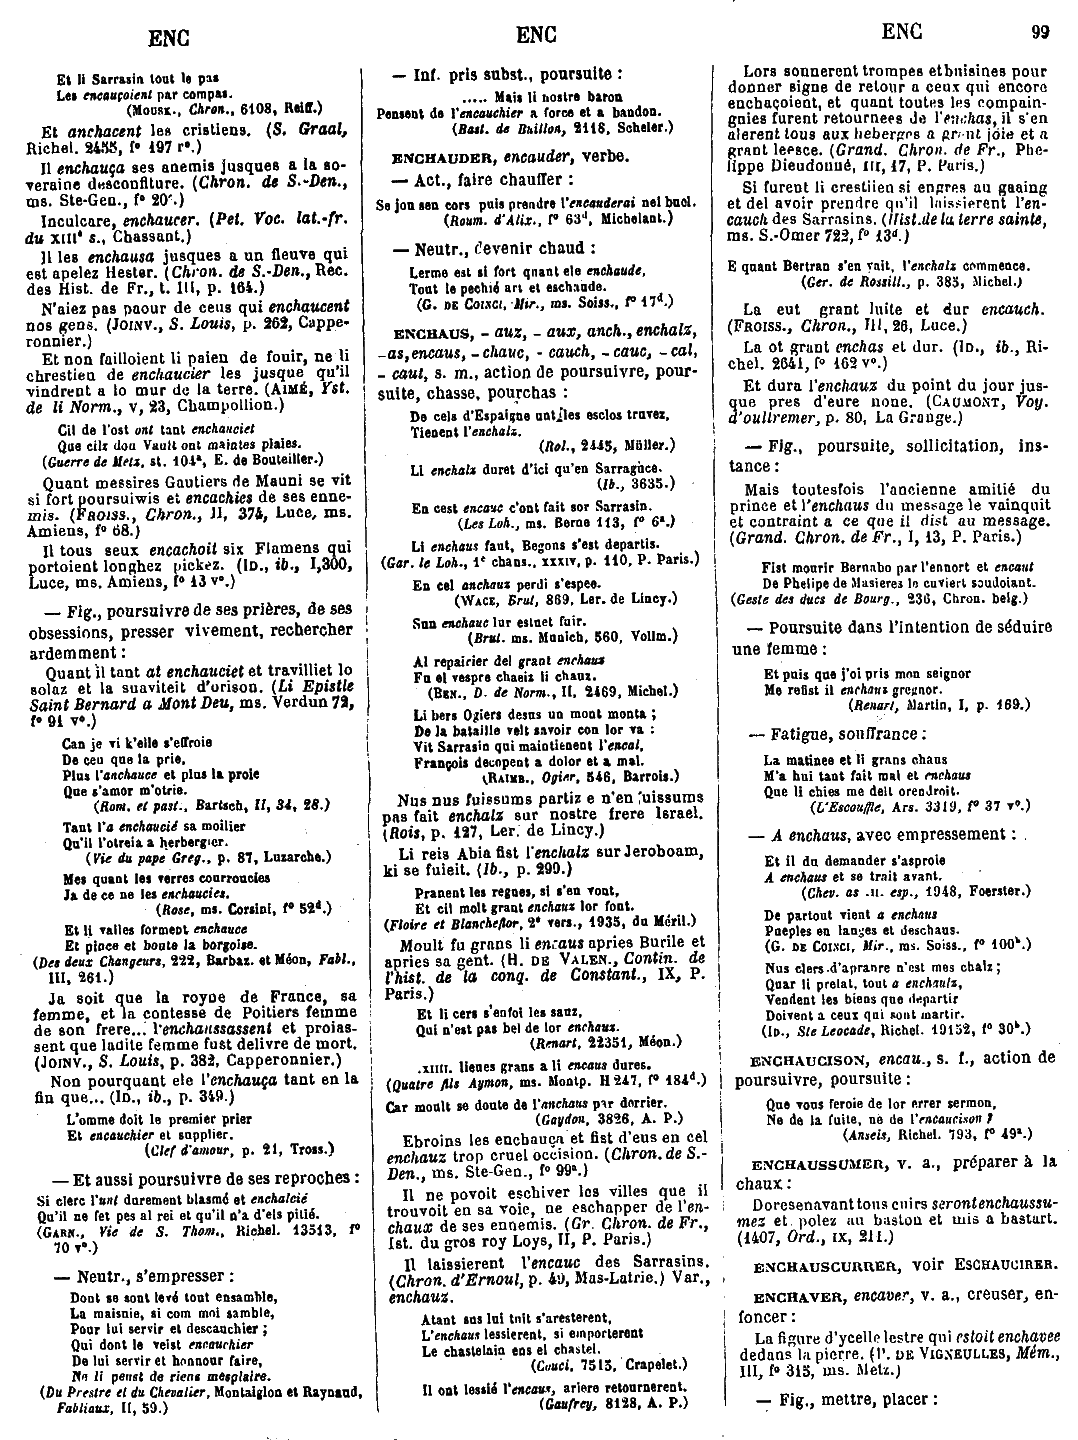 ENC
ENC
ENC 99
Et li Sarrasin tout le pas
Les encauçoient par compas.
(Mousk., Chron., 6108, Reiff.)
Et anchacent les cristiens. (S. Graal,
Richel. 2455, f° 197 r°.)
Il enchauça ses anemis jusques a la so-
veraine desconfiture. (Chron. de S.-Den.,
ms. Ste-Gen., f° 20.)
Inculcare, enchaucer. (Pet. Voc. lat.-fr.
du XIIIe s., Chassant.)
Il les enchausa jusques a un fleuve qui
est apelez Hester. (Chron. de S.-Den., Rec.
des Hist. de Fr., t. III, p. 164.)
N'aiez pas paour de ceus qui enchaucent
nos gens. (Joinv., S. Louis, p. 262, Cappe-
ronnier.)
Et non failloient li paien de fouir, ne li
chrestien de enchaucier les jusque qu'il
vindrent a lo mur de la terre. (Aimé, Yst.
de li Norm., v, 23, Champollion.)
Cil de l'ost ont tant enchauciet
Que cilz dou Vault ont maintes plaies.
(Guerre de Metz, st. 104a, E. de Bouteiller.)
Quant messires Gautiers de Mauni se vit
si fort poursuiwis et encachies de ses enne-
mis. (Froiss., Chron., II, 374, Luce, ms.
Amiens, f° 68.)
Il tous seux encachoit six Flamens qui
portoient longhez pickez. (Id., ib., I,300,
Luce, ms. Amiens, f° 13 v°.)
— Fig., poursuivre de ses prières, de ses
obsessions, presser vivement, rechercher
ardemment :
Quant il tant at enchauciet et travilliet lo
solaz et la suaviteit d'orison. (Li Epistle
Saint Bernard a Mont Deu, ms. Verdun 72,
f° 91 v°.)
Can je vi k'elle s'effroie
De ceu que la prie,
Plus l'anchauce et plus la proie
Que s'amor m'otrie.
(Rom. et past., Bartsch, II, 34, 28.)
Tant l'a enchaucié sa moilier
Qu'il l'otreia a herbergier.
(Vie du pape Greg., p. 87, Luzarche.)
Mes quant les verres courroucies
Ja de ce ne les enchaucies.
(Rose, ms. Corsini, f° 52d.)
Et li valles forment enchauce
Et pince et boute la borgoise.
(Des deux Changeurs, 222, Barbaz. et Méon, Fabl.,
III, 261.)
Ja soit que la royne de France, sa
femme, et la contesse de Poitiers femme
de son frere... l'enchaussassent et proias-
sent que ladite femme fust delivre de mort.
(Joinv., S. Louis, p. 382, Capperonnier.)
Non pourquant ele l'enchauça tant en la
fin que... (Id., ib., p. 349.)
L'omme doit le premier prier
Et encauchier et supplier.
(Clef d'amour, p. 21, Tross.)
— Et aussi poursuivre de ses reproches :
Si clerc l'unt durement blasmé et enchalcié
Qu'il ne fet pes al rei et qu'il n'a d'els pitié.
(Garn., Vie de S. Thom., Richel. 13513, f°
70 v°.)
— Neutr., s'empresser :
Dont se sont levé tout ensamble,
La maisnie, si com moi samble,
Pour lui servir et descauchier ;
Qui dont le veist encauchier
De lui servir et honnour faire,
Ne li peust de riens mesplaire.
(Du Prestre et du Chevalier, Montaiglon et Raynaud,
Fabliaux, II, 59.)
— Inf. pris subst., poursuite :
..... Mais li nostre baron
Pensent de l'encauchier a force et a bandon.
(Bast. de Buillon, 2118, Scheler.)
ENCHAUDER, encauder, verbe.
— Act., faire chauffer :
Se jou sen cors puis prendre l'encauderai nel baol.
(Roum. d'Alix., f° 63d, Michelant.)
— Neutr., devenir chaud :
Lerme est si fort quant ele enchaude,
Tout le pechié art et eschaude.
(G. de Coinci, Mir., ms. Soiss., f° 17d.)
ENCHAUS, - auz, - aux, anch., enchalz,
-as, encaus, - chauc, - cauch, - cauc, - cal,
- caut, s. m., action de poursuivre, pour-
suite, chasse, pourchas :
De cels d'Espaigne unt les esclos truvez,
Tienent l'enchalz.
(Rol., 2445, Müller.)
Li enchalz duret d'ici qu'en Sarraguce.
(Ib., 3635.)
En cest encauc c'ont fait sor Sarrasin.
(Les Loh., ms. Berne 113, f° 6a.)
Li enchaus faut, Begons s'est departis.
(Gar. le Loh., 1e chans., XXXIV, p. 110, P. Paris.)
En cel anchaus perdi s'espee.
(Wace, Brut, 869, Ler. de Lincy.)
Sun enchauc lur estuet fuir.
(Brut. ms. Munich, 560, Vollm.)
Al repairier del grant enchaus
Fu el vespre chaeiz li chauz.
(Ben., D. de Norm., II, 2469, Michel.)
Li bers Ogiers desus un mont monta ;
De la bataille velt savoir con lor va :
Vit Sarrasin qui maintienent l'encal,
François decopent a dolor et a mal.
(Raimb., Ogier, 546, Barrois.)
Nus nus fuissums partiz e n'en fuissums
pas fait enchalz sur nostre frere Israel.
(Rois, p. 127, Ler. de Lincy.)
Li reis Abia fist l'enchalz sur Jeroboam,
ki se fuieit. (Ib., p. 299.)
Pranent les regnes, si s'en vont,
Et cil molt grant enchauz lor font.
(Floire et Blancheflor, 2e vers., 1935, du Méril.)
Moult fu grans li encaus apries Burile et
apries sa gent. (H. de Valen., Contin. de
l'hist. de la conq. de Constant., IX, P.
Paris.)
Et li cers s'enfoi les sauz,
Qui n'est pas bel de lor enchauz.
(Renart, 22351, Méon.)
.xiiii. lieues grans a li encaus dures.
(Quatre fils Aymon, ms. Montp. H 247, f° 184d.)
Car moult se doute de l'anchaus par derrier.
(Gaydon, 3826, A. P.)
Ebroins les enchauça et fist d'eus en cel
enchauz trop cruel occision. (Chron. de S.-
Den., ms. Ste-Gen., f° 99a.)
Il ne povoit eschiver les villes que il
trouvoit en sa voie, ne eschapper de l'en-
chaux de ses ennemis. (Gr. Chron. de Fr.,
Ist. du gros roy Loys, II, P. Paris.)
Il laissierent l'encauc des Sarrasins.
(Chron. d'Ernoul, p. 40, Mas-Latrie.) Var.,
enchauz.
Atant sus lui tuit s'aresterent,
L'enchaus lessierent, si emporterent
Le chastelain ens el chastel.
(Couci, 7515, Crapelet.)
Il ont lessié l'encaus, ariere retournerent.
(Gaufrey, 8128, A. P.)
Lors sonnerent trompes et buisines pour
donner signe de retour a ceux qui encore
enchaçoient, et quant toutes les compain-
gnies furent retournees de l'enchas, il s'en
alerent tous aux heberges a grant joie et a
grant leesce. (Grand. Chron. de Fr., Phe-
lippe Dieudonné, III, 17, P. Paris.)
Si furent li crestiien si engres au gaaing
et del avoir prendre qu'il laissierent l'en-
cauch des Sarrasins. (Hist. de la terre sainte,
ms. S.-Omer 722, f° 13d.)
E quant Bertran s'en vait, l'enchalz commence.
(Ger. de Rossill., p. 385, Michel.)
La eut grant luite et dur encauch.
(Froiss., Chron., III, 26, Luce.)
La ot grant enchas et dur. (Id., ib., Ri-
chel. 2641, f° 162 v°.)
Et dura l'enchauz du point du jour jus-
que pres d'eure none. (Caumont, Voy.
d'oultremer, p. 80, La Grange.)
— Fig., poursuite, sollicitation, ins-
tance :
Mais toutesfois l'ancienne amitié du
prince et l'enchaus du message le vainquit
et contraint a ce que il dist au message.
(Grand. Chron. de Fr., I, 13, P. Paris.)
Fist mourir Bernabo par l'ennort et encaut
De Phelipe de Masieres le cuviert soudoiant.
(Geste des ducs de Bourg., 236, Chron. belg.)
— Poursuite dans l'intention de séduire
une femme :
Et puis que j'oi pris mon seignor
Me refist il enchaus gregnor.
(Renart, Martin, I, p. 169.)
— Fatigue, souffrance :
La matinee et li grans chaus
M'a hui tant fait mal et enchaus
Que li chies me delt orendroit.
(L'Escoufle, Ars. 3319, f° 37 v°.)
— A enchaus, avec empressement :
Et il du demander s'asproie
A enchaus et se trait avant.
(Chev. as .II. esp., 1948, Foerster.)
De partout vient a enchaus
Pueples en langes et deschaus.
(G. de Coinci, Mir., ms. Soiss., f° 100b.)
Nus clers d'apranre n'est mes chalz ;
Quar li prelat, tout a enchaulz,
Vendent les biens que departir
Doivent a ceux qui sont martir.
(Id., Ste Leocade, Richel. 19152, f° 30b.)
ENCHAUCISON, encau., s. f., action de
poursuivre, poursuite :
Que vous feroie de lor errer sermon,
Ne de la fuite, ne de l'encaucison ?
(Anseis, Richel. 793, f° 49a.)
ENCHAUSSUMER, v. a., préparer à la
chaux :
Doresenavant tous cuirs seront enchaussu-
mez et polez au baston et mis a basturt.
(1407, Ord., IX, 211.)
ENCHAUSCURRER, voir Eschaucirer.
ENCHAVER, encaver, v. a., creuser, en-
foncer :
La figure d'ycelle lestre qui estoit enchavee
dedans la pierre. (P. de Vigneulles, Mém.,
III, f° 315, ms. Metz.)
— Fig., mettre, placer :